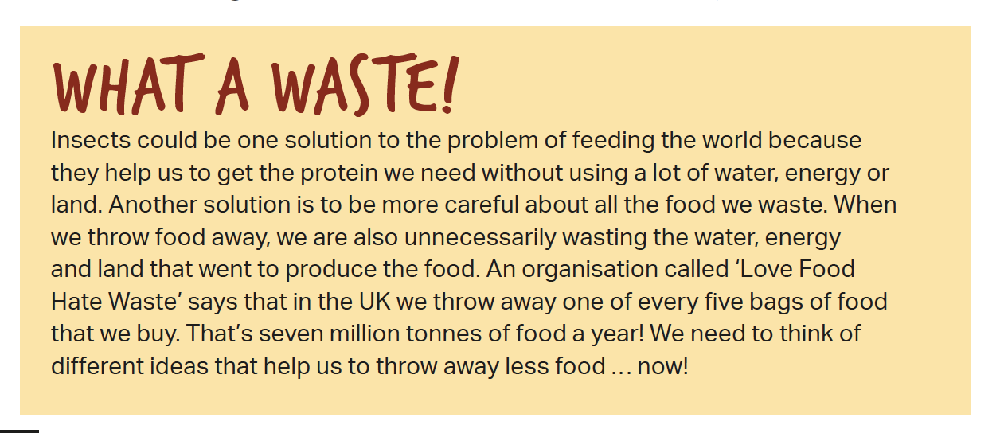 WHAT A WASTE!
Insects could be one solution to the problem of feeding the world because
they help us to get the protein we need without using a lot of water, energy or
land. Another solution is to be more careful about all the food we waste. When
we throw food away, we are also unnecessarily wasting the water, energy
and land that went to produce the food. An organisation called ‘Love Food
Hate Waste’ says that in the UK we throw away one of every five bags of food
that we buy. That’s seven million tonnes of food a year! We need to think of
different ideas that help us to throw away less food … now!